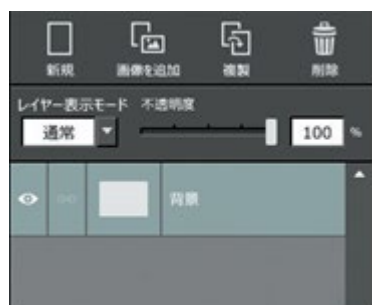 新規 画像を追加 複製 削除
レイヤー表示モード 不透明度
通常 100 %
背景